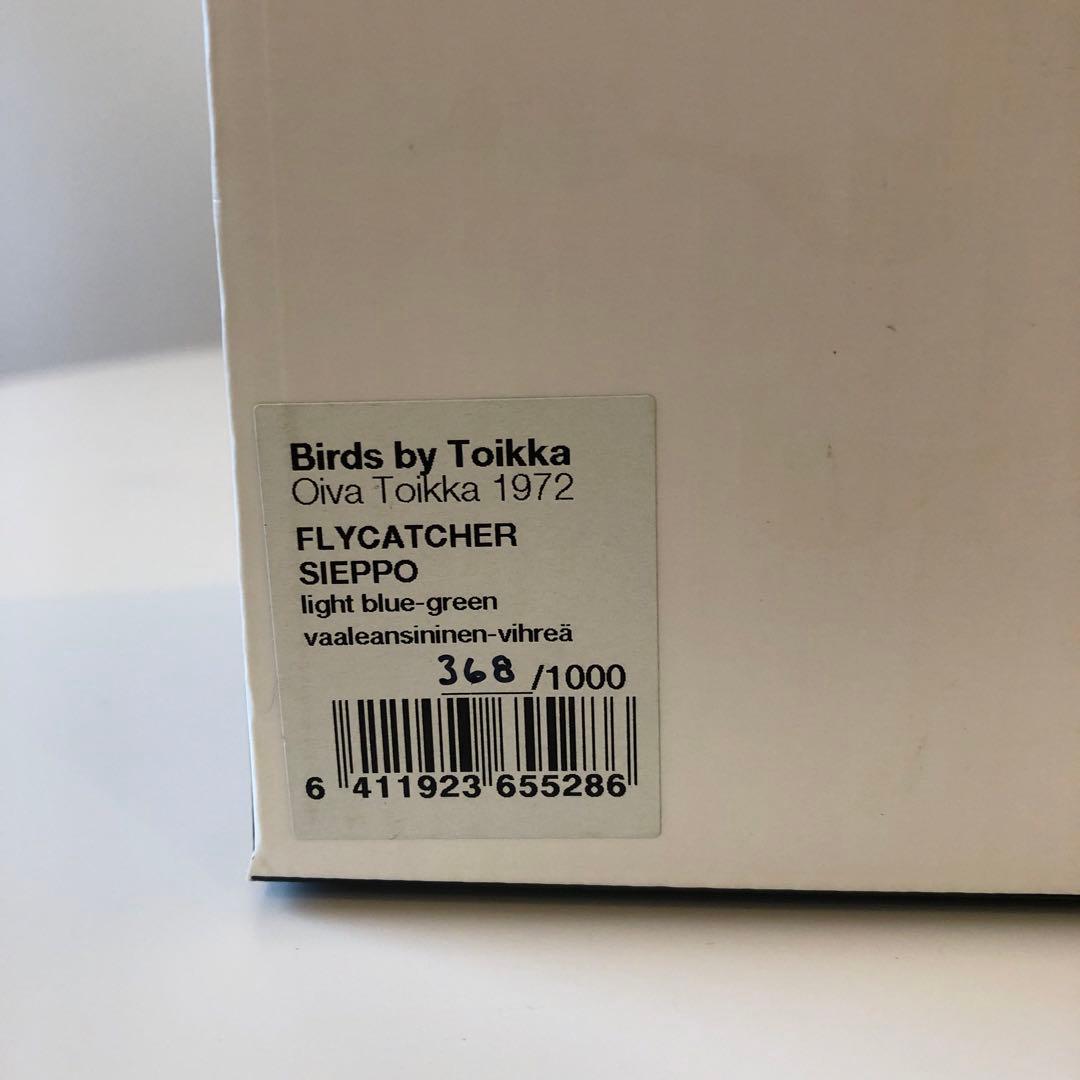 Birds by Toikka
Oiva Toikka 1972
FLYCATCHER
SIEPPO
light blue-green
vaaleansininen-vihreä
368/1000
6 411923 655286